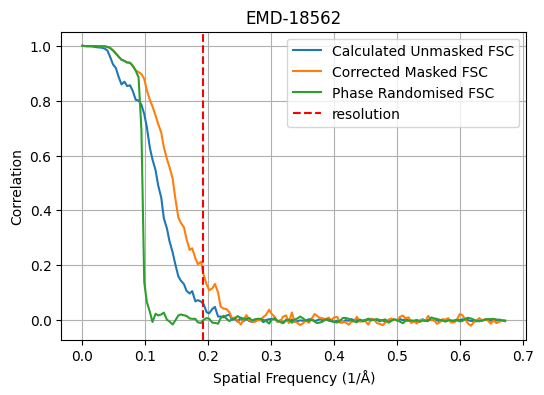 EMD-18562
Calculated Unmasked FSC
Corrected Masked FSC
Phase Randomised FSC
resolution
Correlation
1.0
0.8
0.6
0.4
0.2
0.0
0.0 0.1 0.2 0.3 0.4 0.5 0.6 0.7
Spatial Frequency (1/Å)